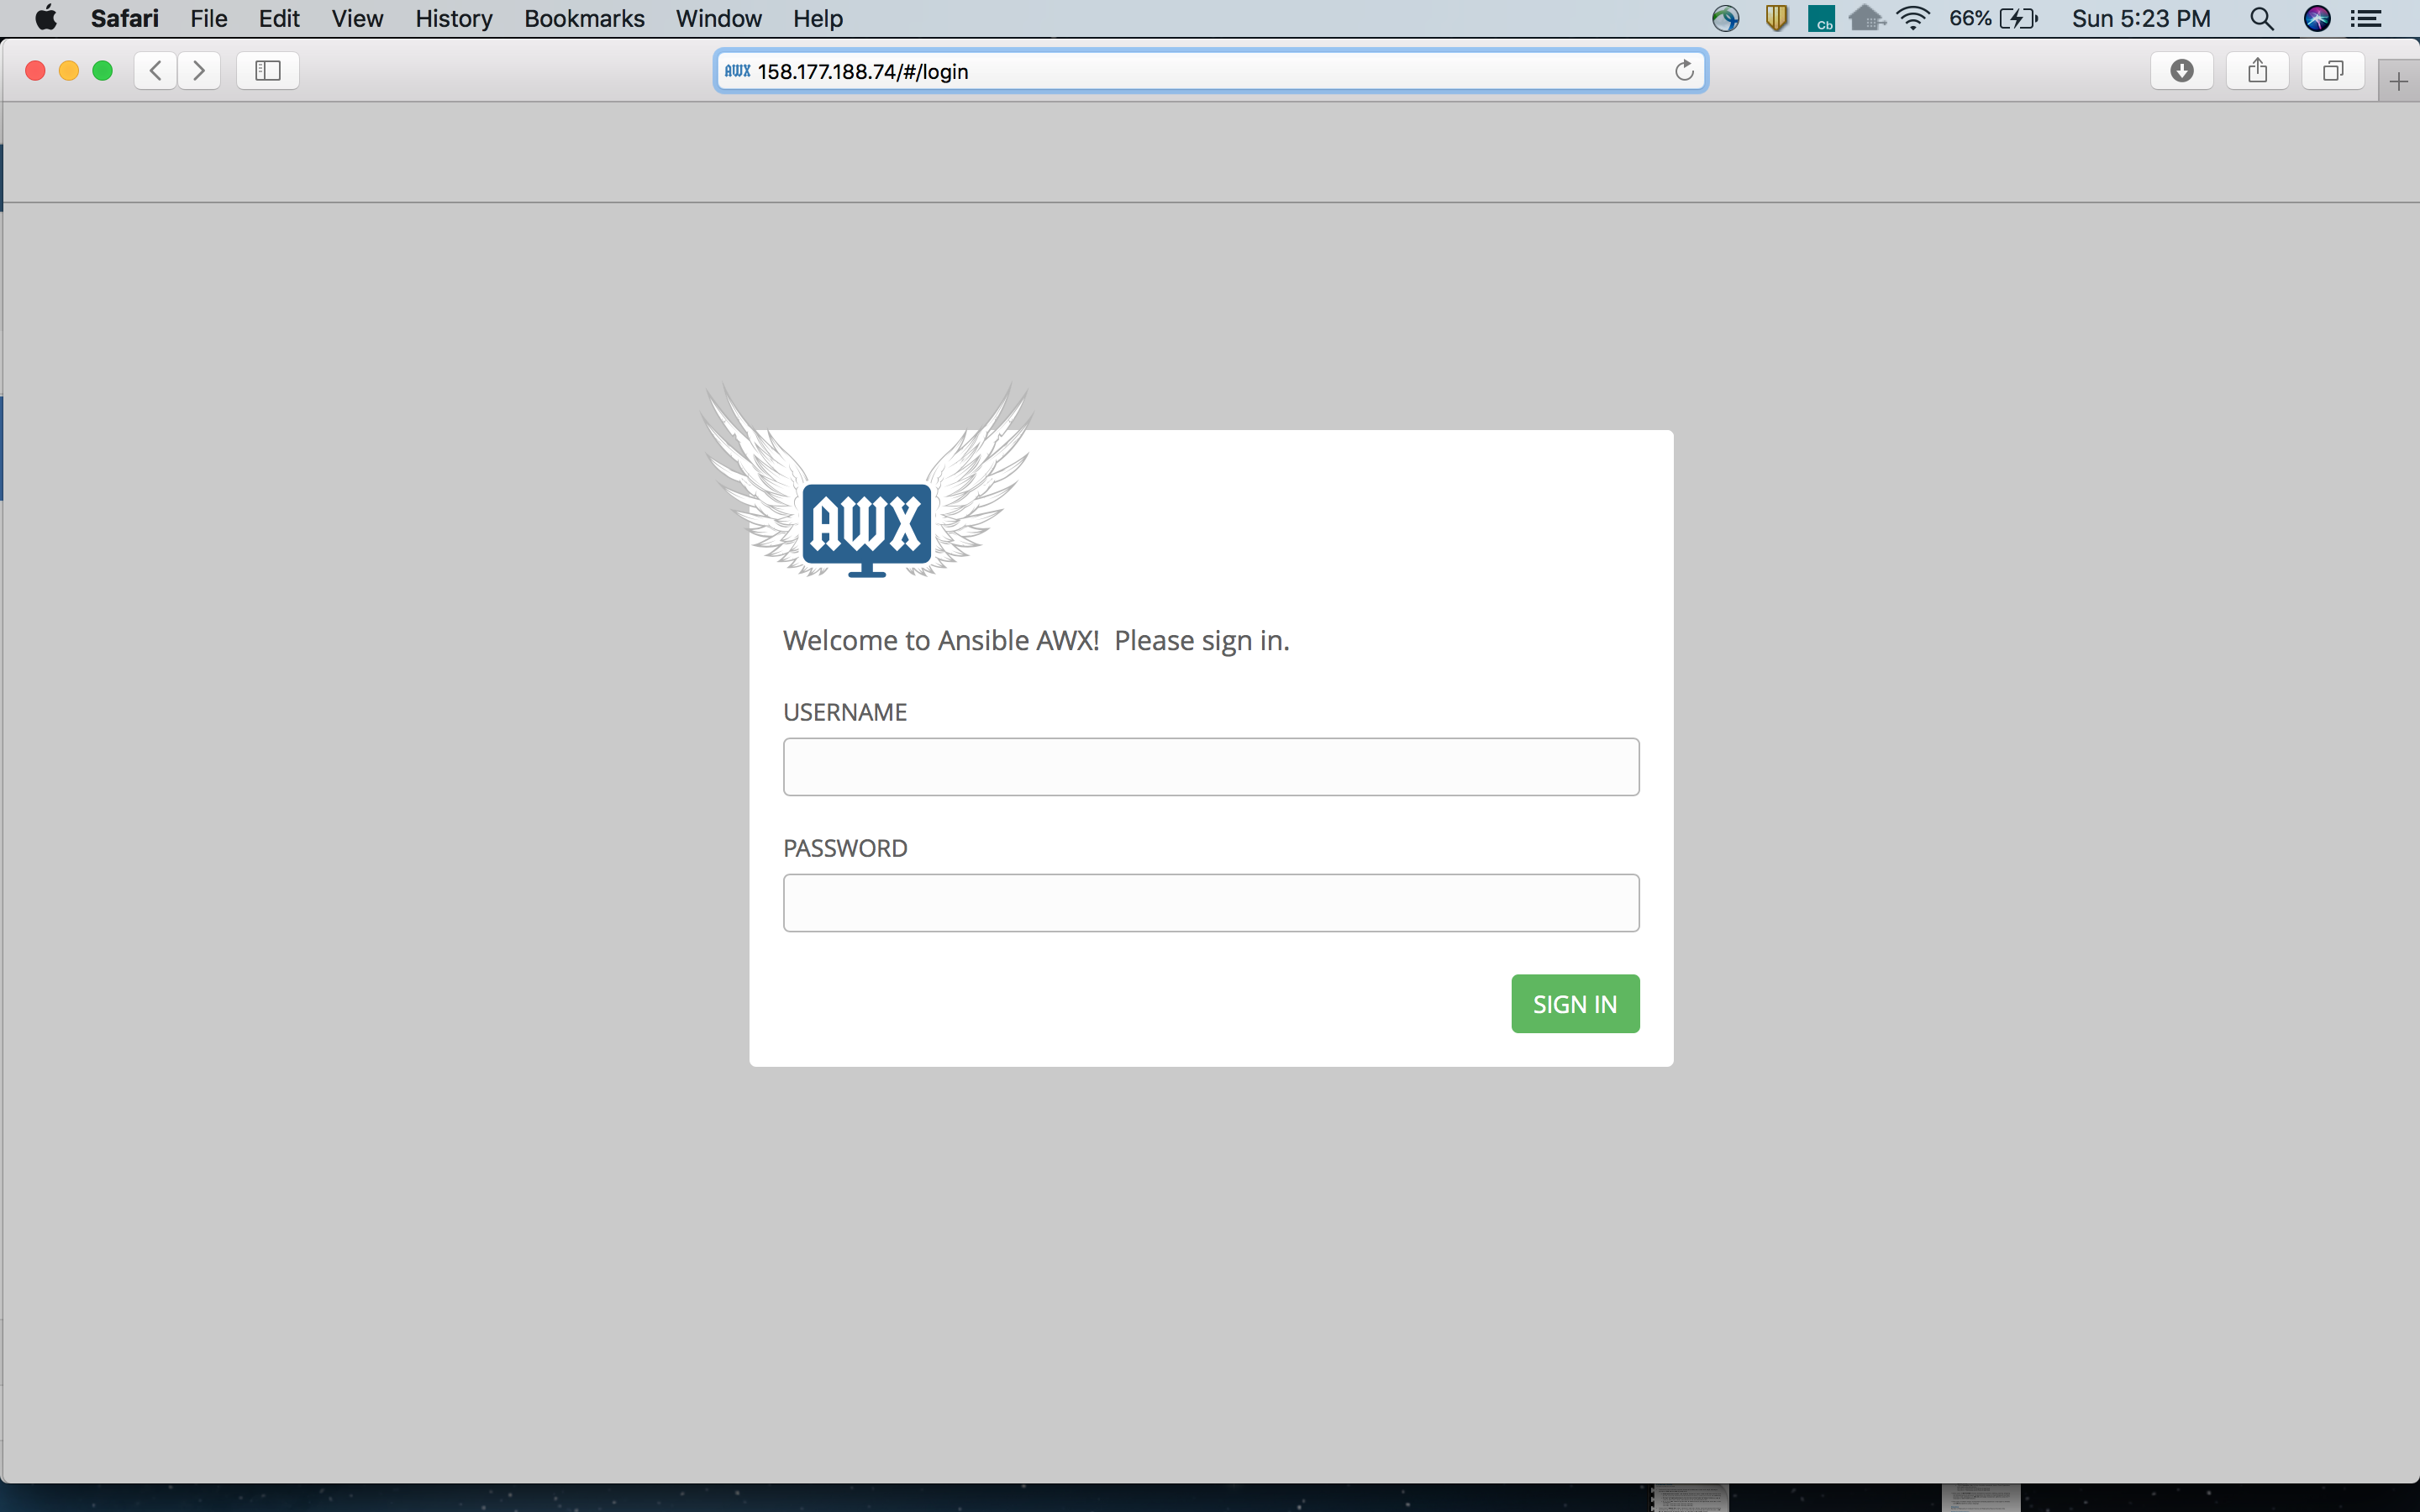 Safari File Edit View History Bookmarks Window Help Cb 66% Sun 5:23 PM
AWX 158.177.188.74/#/login
AWX
Welcome to Ansible AWX!  Please sign in.
USERNAME
PASSWORD
SIGN IN